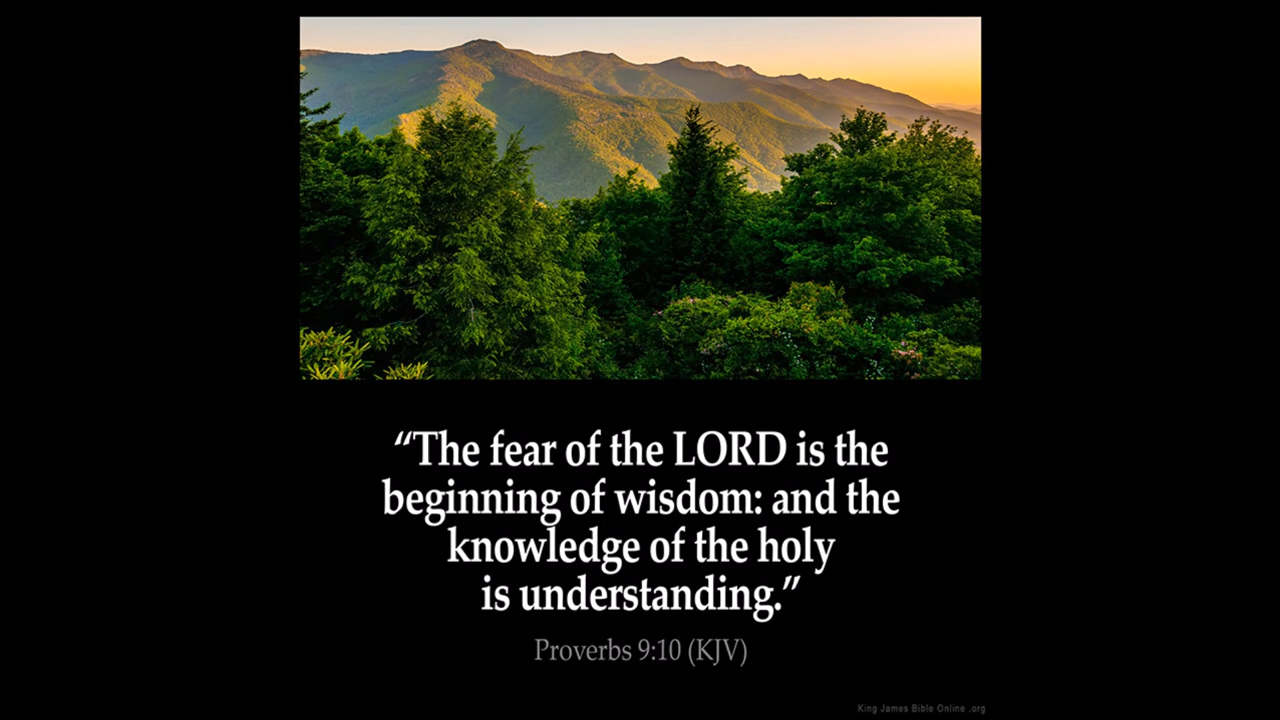 “The fear of the LORD is the
beginning of wisdom: and the
knowledge of the holy
is understanding.”
Proverbs 9:10 (KJV)
King James Bible Online .org